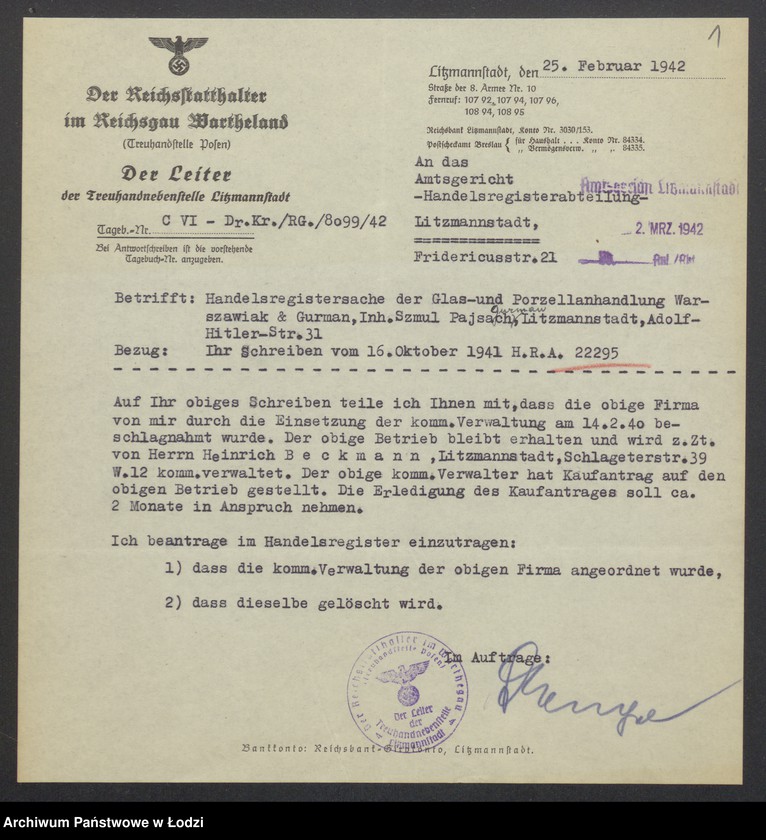 1
Der Reichsstatthalter
im Reichsgau Wartheland
(Treuhandstelle Posen)
Der Leiter
der Treuhandnebenstelle Litzmannstadt
Tageb.-Nr. C VI - Dr.Kr./RG./8099/42
Bei Antwortschreiben ist die vorstehende
Tagebuch-Nr. anzugeben.
Litzmannstadt, den 25. Februar 1942
Straße der 8. Armee Nr. 10
Fernruf: 107 92, 107 94, 107 96,
108 94, 108 95
Reichsbank Litzmannstadt, Konto Nr. 3030/153.
Postscheckamt Breslau { für Haushalt . . . Konto Nr. 84334.
„ Vermögensverw. „ „ 84335.
An das
Amtsgericht
-Handelsregisterabteilung-
Litzmannstadt,
Fridericusstr.21
Litzmannstadt
2. MRZ. 1942
Betrifft: Handelsregistersache der Glas-und Porzellanhandlung War-
szawiak & Gurman,Inh.Szmul Pajsach, Gurman Litzmannstadt,Adolf-
Hitler-Str.31
Bezug: Ihr Schreiben vom 16.Oktober 1941 H.R.A. 22295
Auf Ihr obiges Schreiben teile ich Ihnen mit,dass die obige Firma
von mir durch die Einsetzung der komm.Verwaltung am 14.2.40 be-
schlagnahmt wurde. Der obige Betrieb bleibt erhalten und wird z.Zt.
von Herrn Heinrich B e c k m a n n ,Litzmannstadt,Schlageterstr.39
W.12 komm.verwaltet. Der obige komm.Verwalter hat Kaufantrag auf den
obigen Betrieb gestellt. Die Erledigung des Kaufantrages soll ca.
2 Monate in Anspruch nehmen.
Ich beantrage im Handelsregister einzutragen:
1) dass die komm.Verwaltung der obigen Firma angeordnet wurde,
2) dass dieselbe gelöscht wird.
Im Auftrage:
Der Reichsstatthalter im Warthegau
Treuhandstelle Posen
Der Leiter
der
Treuhandnebenstelle
Litzmannstadt
Bankkonto: Reichsbank-Girokonto, Litzmannstadt.
Archiwum Państwowe w Łodzi